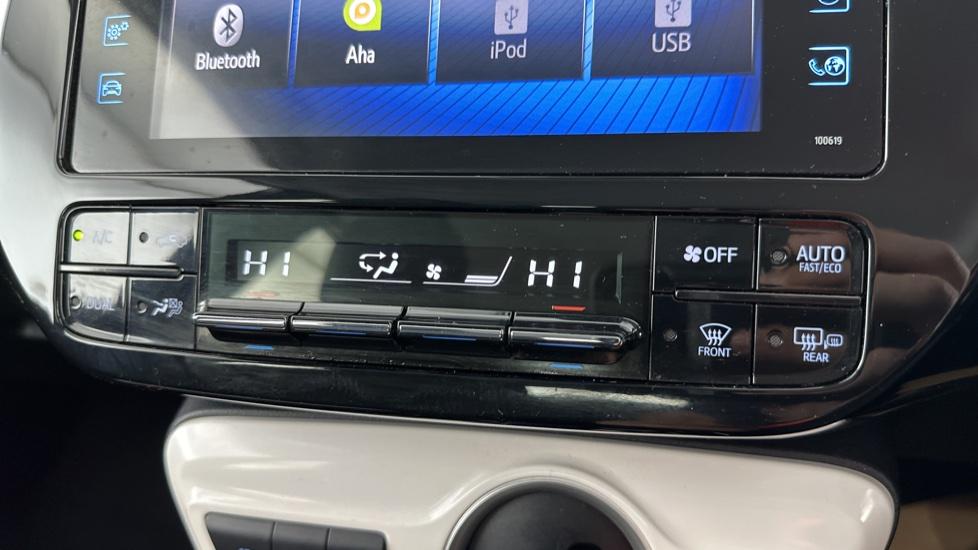 Bluetooth
Aha
iPod
USB
100619
A/C
DUAL
HI
HI
OFF
AUTO
FAST/ECO
FRONT
REAR